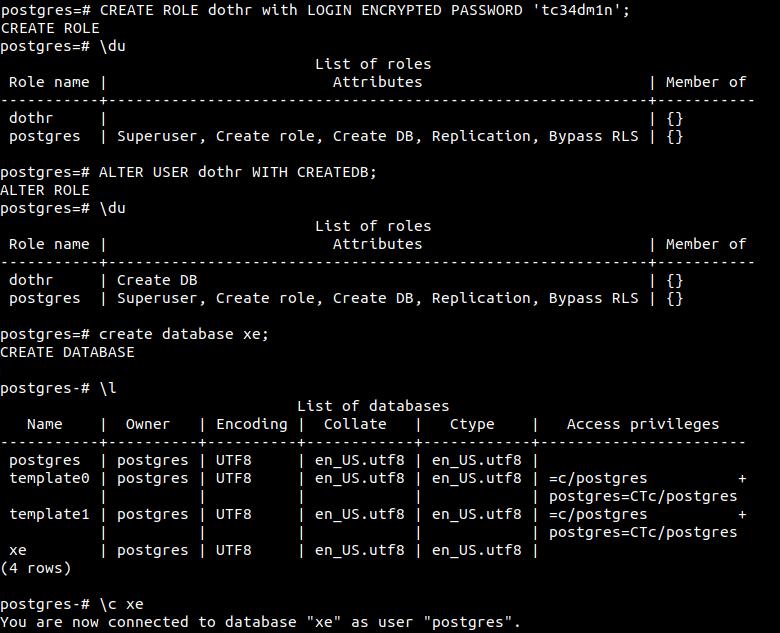 postgres=# CREATE ROLE dothr with LOGIN ENCRYPTED PASSWORD 'tc34dm1n';
CREATE ROLE
postgres=# \du
                                   List of roles
 Role name |                         Attributes                         | Member of
-----------+------------------------------------------------------------+-----------
 dothr     |                                                            | {}
 postgres  | Superuser, Create role, Create DB, Replication, Bypass RLS | {}

postgres=# ALTER USER dothr WITH CREATEDB;
ALTER ROLE
postgres=# \du
                                   List of roles
 Role name |                         Attributes                         | Member of
-----------+------------------------------------------------------------+-----------
 dothr     | Create DB                                                  | {}
 postgres  | Superuser, Create role, Create DB, Replication, Bypass RLS | {}

postgres=# create database xe;
CREATE DATABASE

postgres-# \l
                                 List of databases
   Name    |  Owner   | Encoding |  Collate   |   Ctype    |   Access privileges
-----------+----------+----------+------------+------------+-----------------------
 postgres  | postgres | UTF8     | en_US.utf8 | en_US.utf8 |
 template0 | postgres | UTF8     | en_US.utf8 | en_US.utf8 | =c/postgres          +
           |          |          |            |            | postgres=CTc/postgres
 template1 | postgres | UTF8     | en_US.utf8 | en_US.utf8 | =c/postgres          +
           |          |          |            |            | postgres=CTc/postgres
 xe        | postgres | UTF8     | en_US.utf8 | en_US.utf8 |
(4 rows)

postgres-# \c xe
You are now connected to database "xe" as user "postgres".